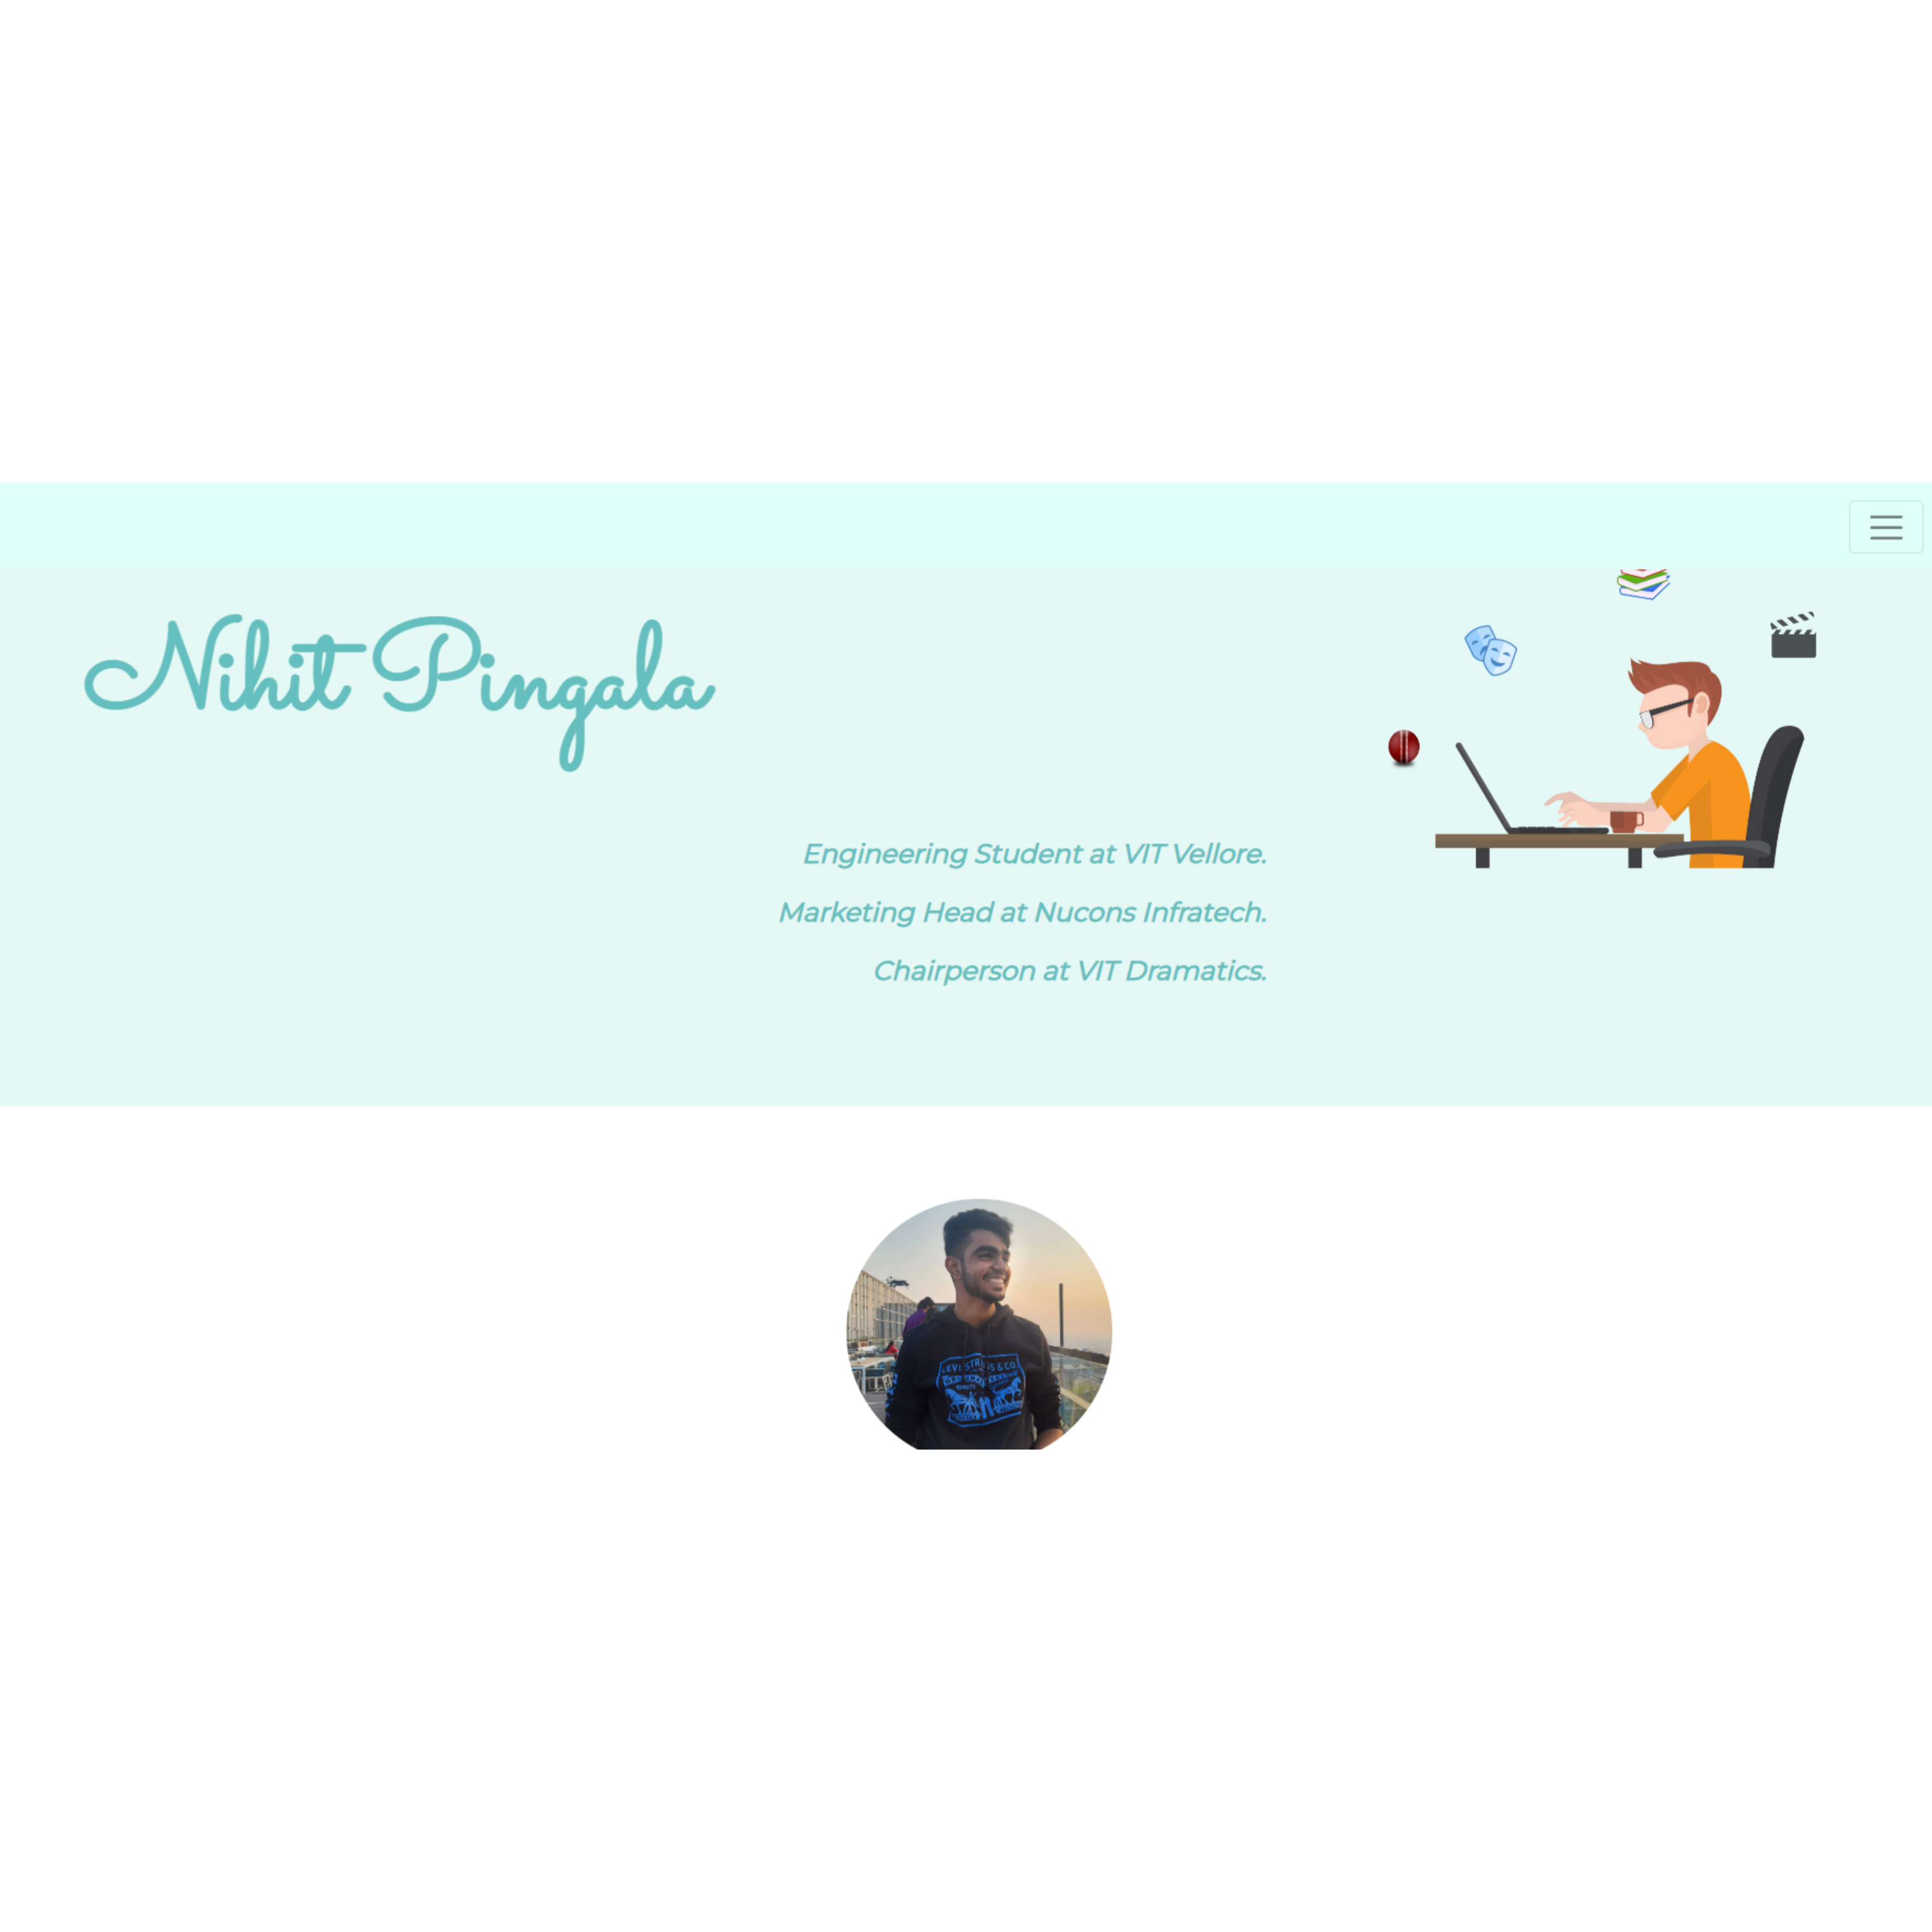 Nihit Pingala
Engineering Student at VIT Vellore.
Marketing Head at Nucons Infratech.
Chairperson at VIT Dramatics.